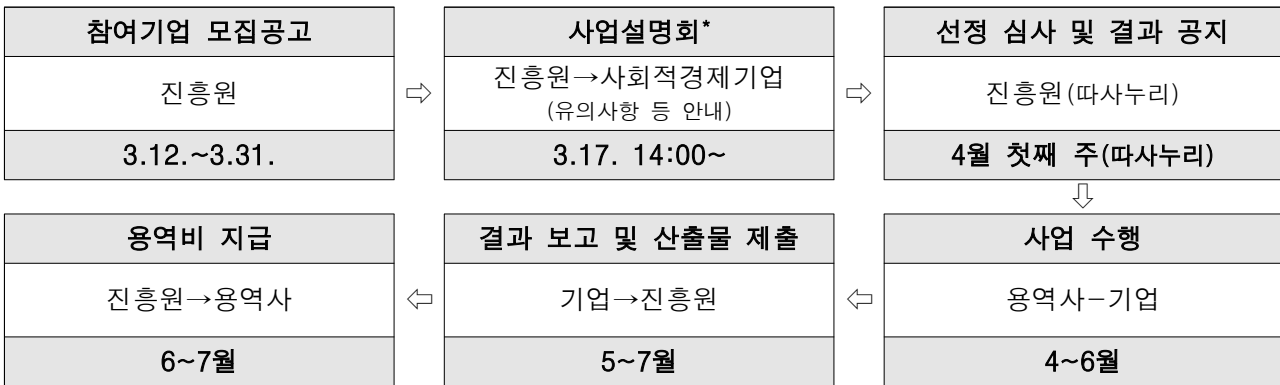 참여기업 모집공고
진흥원
3.12.~3.31.
⇨
사업설명회*
진흥원→사회적경제기업
(유의사항 등 안내)
3.17. 14:00~
⇨
선정 심사 및 결과 공지
진흥원(따사누리)
4월 첫째 주(따사누리)
⇩
사업 수행
용역사-기업
4~6월
⇦
결과 보고 및 산출물 제출
기업→진흥원
5~7월
⇦
용역비 지급
진흥원→용역사
6~7월